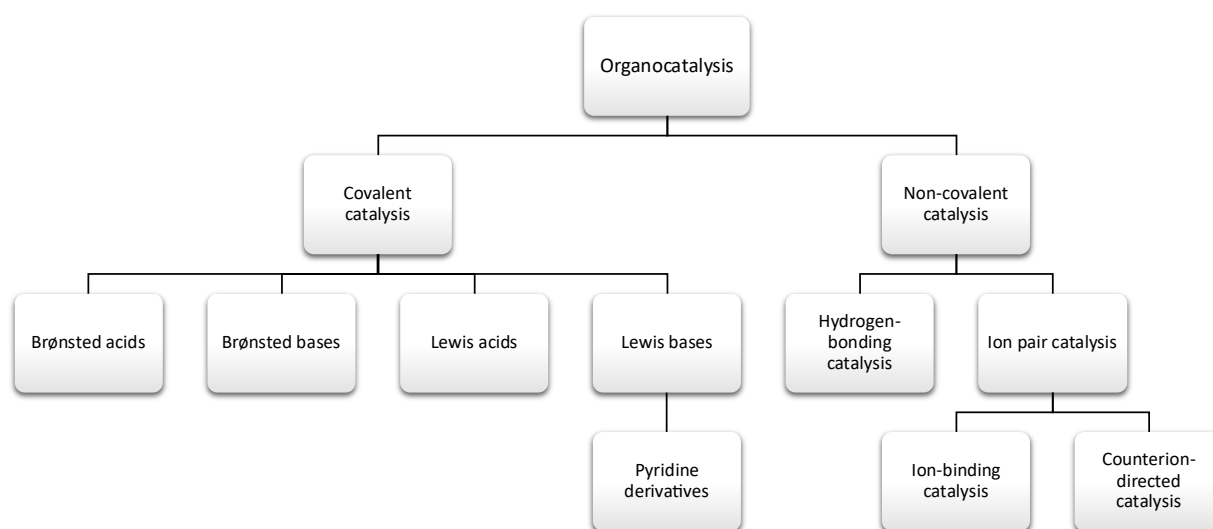 Organocatalysis
Covalent
catalysis
Non-covalent
catalysis
Brønsted acids
Brønsted bases
Lewis acids
Lewis bases
Hydrogen-
bonding
catalysis
Ion pair catalysis
Pyridine
derivatives
Ion-binding
catalysis
Counterion-
directed
catalysis